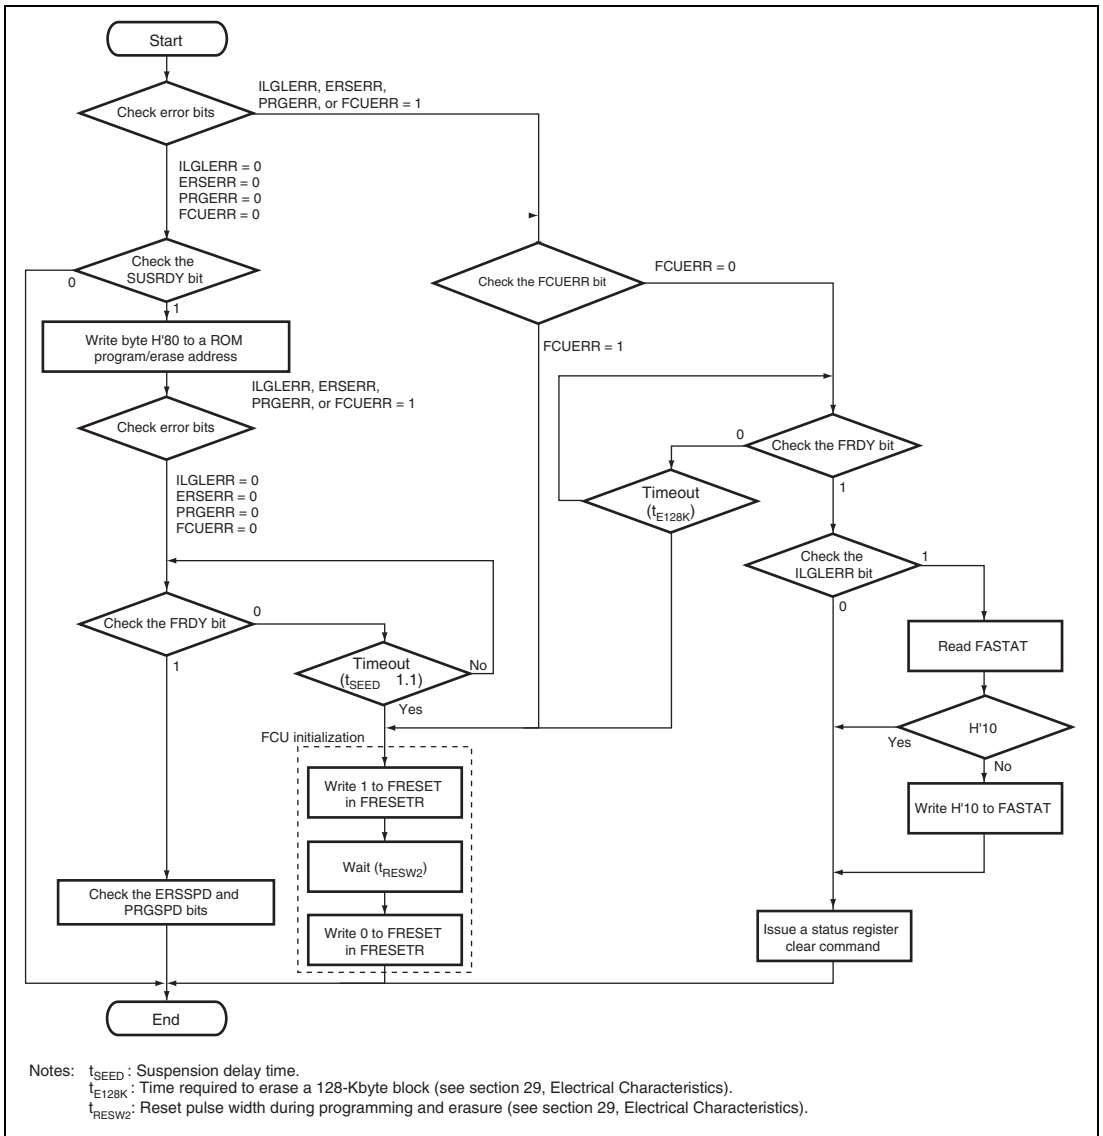 Start
ILGLERR, ERSERR,
PRGERR, or FCUERR = 1
Check error bits
ILGLERR = 0
ERSERR = 0
PRGERR = 0
FCUERR = 0
Check the
SUSRDY bit
0
1
Check the FCUERR bit
FCUERR = 0
FCUERR = 1
Write byte H'80 to a ROM
program/erase address
ILGLERR, ERSERR,
PRGERR, or FCUERR = 1
Check error bits
ILGLERR = 0
ERSERR = 0
PRGERR = 0
FCUERR = 0
0
Check the FRDY bit
1
Timeout
(tE128K)
Check the
ILGLERR bit
1
0
Read FASTAT
H'10
Yes
No
Write H'10 to FASTAT
Check the FRDY bit
0
1
Timeout
(tSEED 1.1)
No
Yes
FCU initialization
Write 1 to FRESET
in FRESETR
Wait (tRESW2)
Write 0 to FRESET
in FRESETR
Check the ERSSPD and
PRGSPD bits
Issue a status register
clear command
End
Notes: tSEED : Suspension delay time.
tE128K : Time required to erase a 128-Kbyte block (see section 29, Electrical Characteristics).
tRESW2: Reset pulse width during programming and erasure (see section 29, Electrical Characteristics).